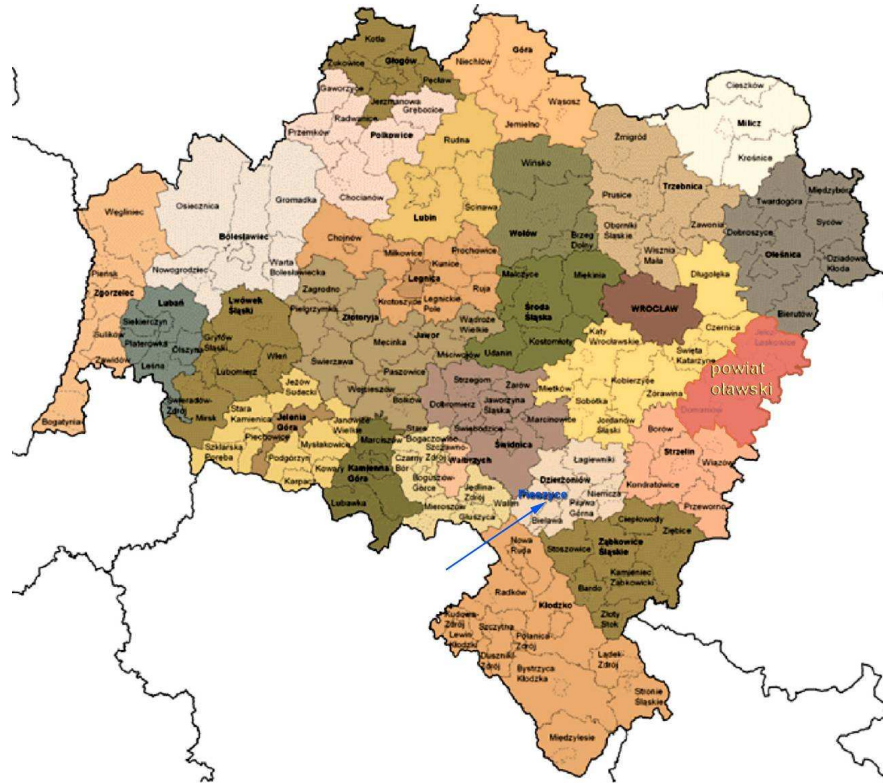 Kotla
Żukowice
Głogów
Pęcław
Gaworzyce
Jerzmanowa
Grębocice
Radwanice
Przemków
Polkowice
Chocianów
Niechlów
Góra
Wąsosz
Jemielno
Rudna
Lubin
Ścinawa
Cieszków
Milicz
Krośnice
Żmigród
Prusice
Trzebnica
Oborniki
Śląskie
Zawonia
Wisznia
Mała
Wińsko
Wołów
Brzeg
Dolny
Twardogóra
Międzybórz
Syców
Dobroszyce
Oleśnica
Dziadowa
Kłoda
Bierutów
Węgliniec
Pieńsk
Zgorzelec
Sulików
Zawidów
Bogatynia
Osiecznica
Gromadka
Bolesławiec
Nowogrodziec
Warta
Bolesławiecka
Chojnów
Miłkowice
Kunice
Prochowice
Legnica
Ruja
Krotoszyce
Legnickie
Pole
Lubań
Siekierczyn
Platerówka
Olszyna
Leśna
Świeradów-
Zdrój
Lwówek
Śląski
Gryfów
Śląski
Lubomierz
Wleń
Mirsk
Zagrodno
Pielgrzymka
Złotoryja
Świerzawa
Wojcieszów
Wądroże
Wielkie
Jawor
Męcinka
Mściwojów
Paszowice
Bolków
Malczyce
Miękinia
Środa
Śląska
Kostomłoty
Udanin
WROCŁAW
Długołęka
Czernica
Kąty
Wrocławskie
Święta
Katarzyna
Mietków
Kobierzyce
Żórawina
Sobótka
Jordanów
Śląski
Jelcz
Laskowice
powiat
oławski
Domaniów
Strzegom
Żarów
Dobromierz
Jaworzyna
Śląska
Świebodzice
Marcinowice
Świdnica
Jeżów
Sudecki
Stara
Kamienica
Jelenia
Góra
Janowice
Wielkie
Piechowice
Mysłakowice
Szklarska
Poręba
Podgórzyn
Kowary
Karpacz
Marciszów
Kamienna
Góra
Lubawka
Stare
Bogaczowice
Szczawno-
Zdrój
Czarny
Bór
Wałbrzych
Boguszów-
Gorce
Jedlina-
Zdrój
Walim
Mieroszów
Głuszyca
Łagiewniki
Dzierżoniów
Pieszyce
Niemcza
Piława
Górna
Bielawa
Borów
Strzelin
Wiązów
Kondratowice
Przeworno
Ciepłowody
Ziębice
Stoszowice
Ząbkowice
Śląskie
Kamieniec
Ząbkowicki
Bardo
Złoty
Stok
Nowa
Ruda
Radków
Kłodzko
Kudowa-
Zdrój
Szczytna
Lewin
Kłodzki
Polanica-
Zdrój
Duszniki-
Zdrój
Bystrzyca
Kłodzka
Lądek-
Zdrój
Stronie
Śląskie
Międzylesie